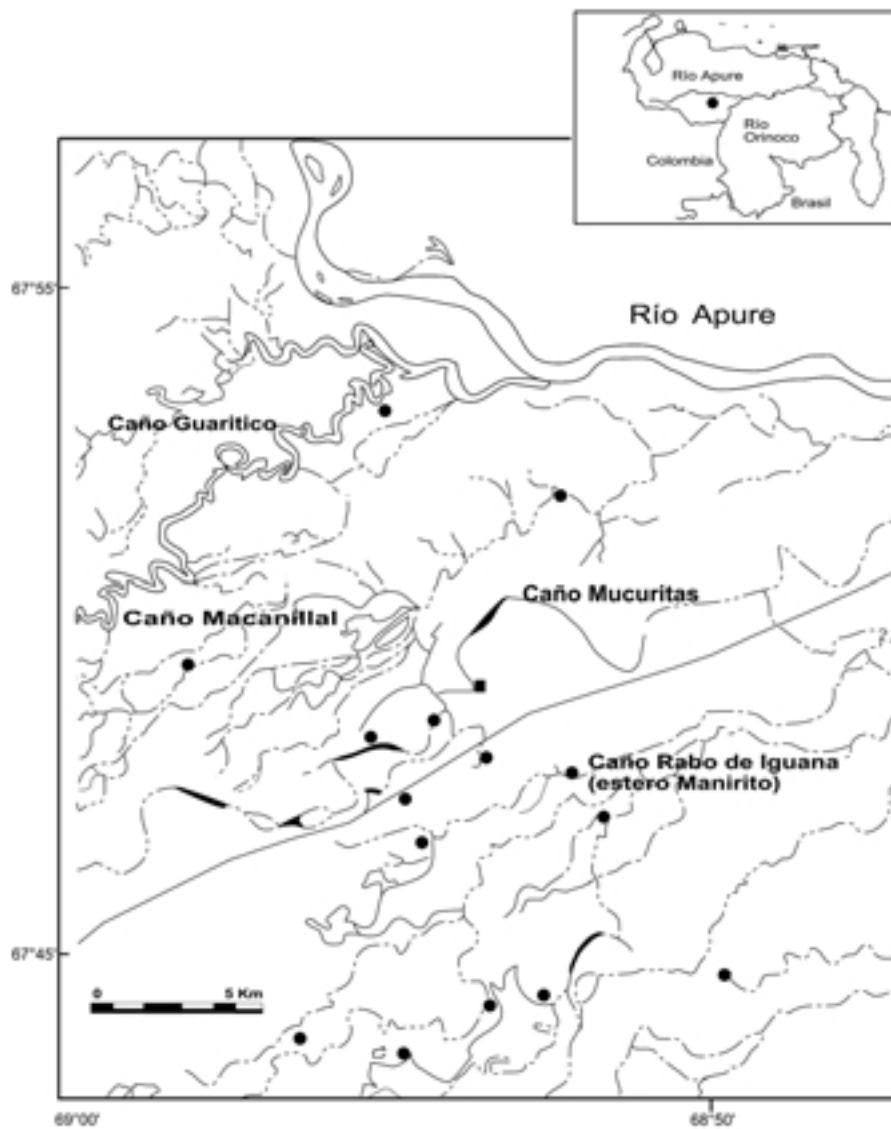 Río Apure
Río
Orinoco
Colombia
Brasil
67°55'
Río Apure
Caño Guaritico
Caño Mucuritas
Caño Macanillal
Caño Rabo de Iguana
(estero Manirito)
67°45'
0 5 Km
69°00'
68°50'